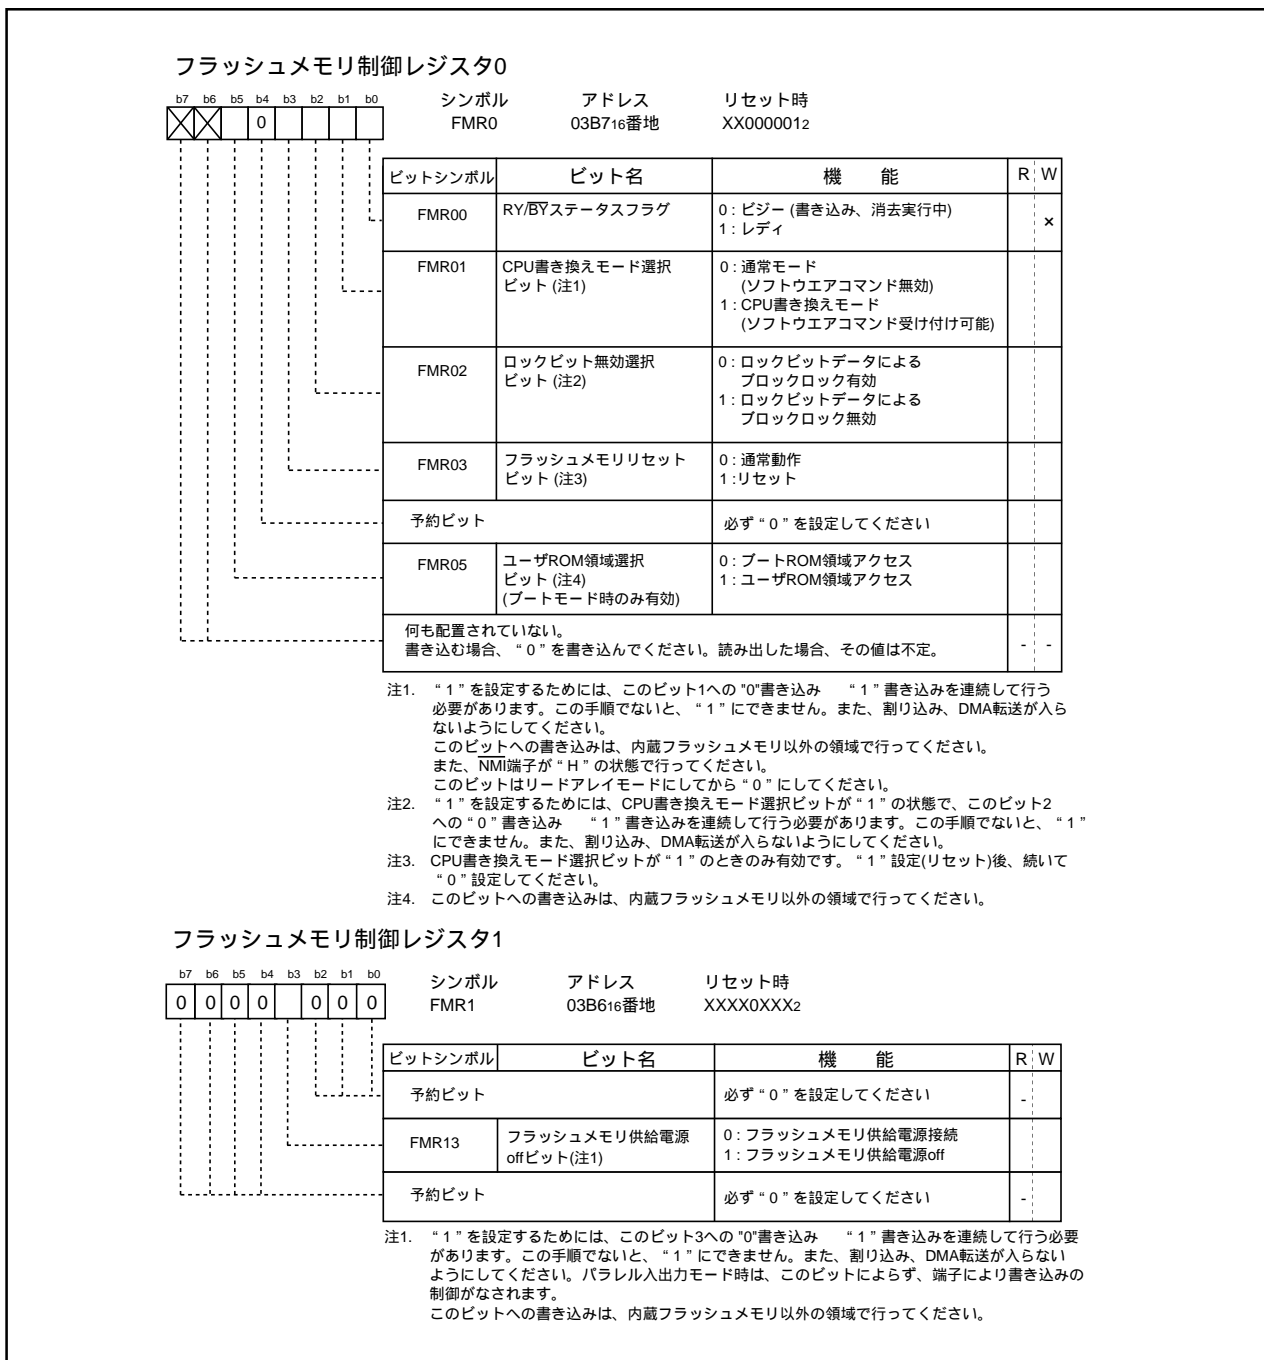 フラッシュメモリ制御レジスタ0
b7 b6 b5 b4 b3 b2 b1 b0
0
シンボル アドレス リセット時
FMR0 03B716番地 XX0000012
ビットシンボル ビット名 機 能 R W
FMR00 RY/BYステータスフラグ 0 : ビジー (書き込み、消去実行中)
1 : レディ
×
FMR01 CPU書き換えモード選択 0 : 通常モード
ビット (注1) (ソフトウエアコマンド無効)
1 : CPU書き換えモード
(ソフトウエアコマンド受け付け可能)
FMR02 ロックビット無効選択 0 : ロックビットデータによる
ビット (注2) ブロックロック有効
1 : ロックビットデータによる
ブロックロック無効
FMR03 フラッシュメモリリセット 0 : 通常動作
ビット (注3) 1 :リセット
予約ビット 必ず“ 0 ” を設定してください
FMR05 ユーザROM領域選択 0 : ブートROM領域アクセス
ビット (注4) 1 : ユーザROM領域アクセス
(ブートモード時のみ有効)
何も配置されていない。
書き込む場合、“ 0 ” を書き込んでください。読み出した場合、その値は不定。 - -
注1. “ 1 ” を設定するためには、このビット1への "0"書き込み “ 1 ” 書き込みを連続して行う
必要があります。この手順でないと、“ 1 ” にできません。また、割り込み、DMA転送が入ら
ないようにしてください。
このビットへの書き込みは、内蔵フラッシュメモリ以外の領域で行ってください。
また、NMI端子が “ H ” の状態で行ってください。
このビットはリードアレイモードにしてから “ 0 ” にしてください。
注2. “ 1 ” を設定するためには、CPU書き換えモード選択ビットが “ 1 ” の状態で、このビット2
への “ 0 ” 書き込み “ 1 ” 書き込みを連続して行う必要があります。この手順でないと、“ 1 ”
にできません。また、割り込み、DMA転送が入らないようにしてください。
注3. CPU書き換えモード選択ビットが “ 1 ” のときのみ有効です。“ 1 ” 設定(リセット)後、続いて
“ 0 ” 設定してください。
注4. このビットへの書き込みは、内蔵フラッシュメモリ以外の領域で行ってください。
フラッシュメモリ制御レジスタ1
b7 b6 b5 b4 b3 b2 b1 b0
0 0 0 0 0 0 0
シンボル アドレス リセット時
FMR1 03B616番地 XXXX0XXX2
ビットシンボル ビット名 機 能 R W
予約ビット 必ず“ 0 ” を設定してください -
FMR13 フラッシュメモリ供給電源 0 : フラッシュメモリ供給電源接続
offビット(注1) 1 : フラッシュメモリ供給電源off
予約ビット 必ず“ 0 ” を設定してください -
注1. “ 1 ” を設定するためには、このビット3への "0"書き込み “ 1 ” 書き込みを連続して行う必要
があります。この手順でないと、“ 1 ” にできません。また、割り込み、DMA転送が入らない
ようにしてください。パラレル入出力モード時は、このビットによらず、端子により書き込みの
制御がなされます。
このビットへの書き込みは、内蔵フラッシュメモリ以外の領域で行ってください。